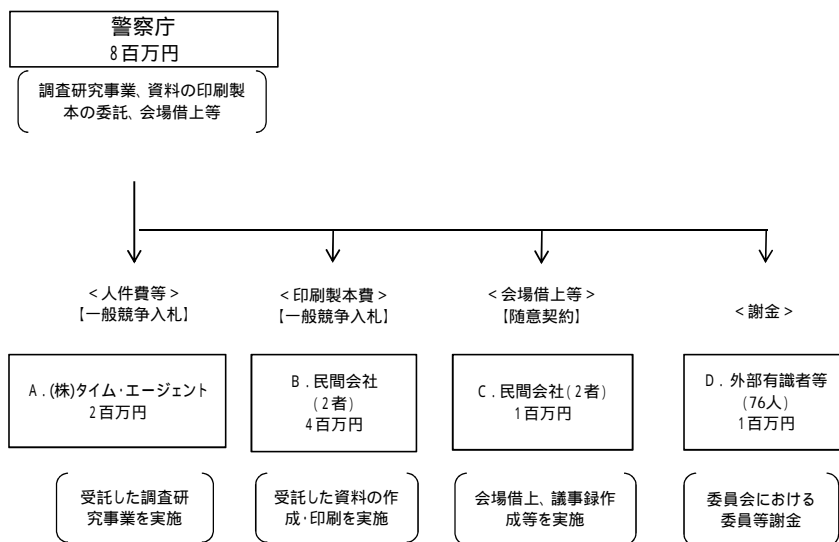 警察庁
8百万円
調査研究事業、資料の印刷製
本の委託、会場借上等
<人件費等>
【一般競争入札】
<印刷製本費>
【一般競争入札】
<会場借上等>
【随意契約】
<謝金>
A.(株)タイム・エージェント
2百万円
B.民間会社
(2者)
4百万円
C.民間会社(2者)
1百万円
D.外部有識者等
(76人)
1百万円
受託した調査研
究事業を実施
受託した資料の作
成・印刷を実施
会場借上、議事録作
成等を実施
委員会における
委員等謝金